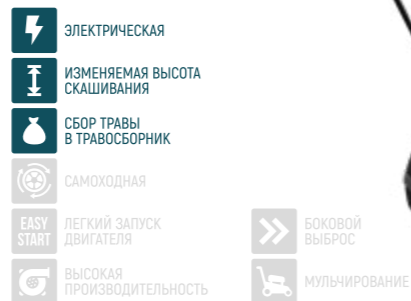 ЭЛЕКТРИЧЕСКАЯ
ИЗМЕНЯЕМАЯ ВЫСОТА
СКАШИВАНИЯ
СБОР ТРАВЫ
В ТРАВОСБОРНИК
САМОХОДНАЯ
EASY
START
ЛЕГКИЙ ЗАПУСК
ДВИГАТЕЛЯ
БОКОВОЙ
ВЫБРОС
ВЫСОКАЯ
ПРОИЗВОДИТЕЛЬНОСТЬ
МУЛЬЧИРОВАНИЕ